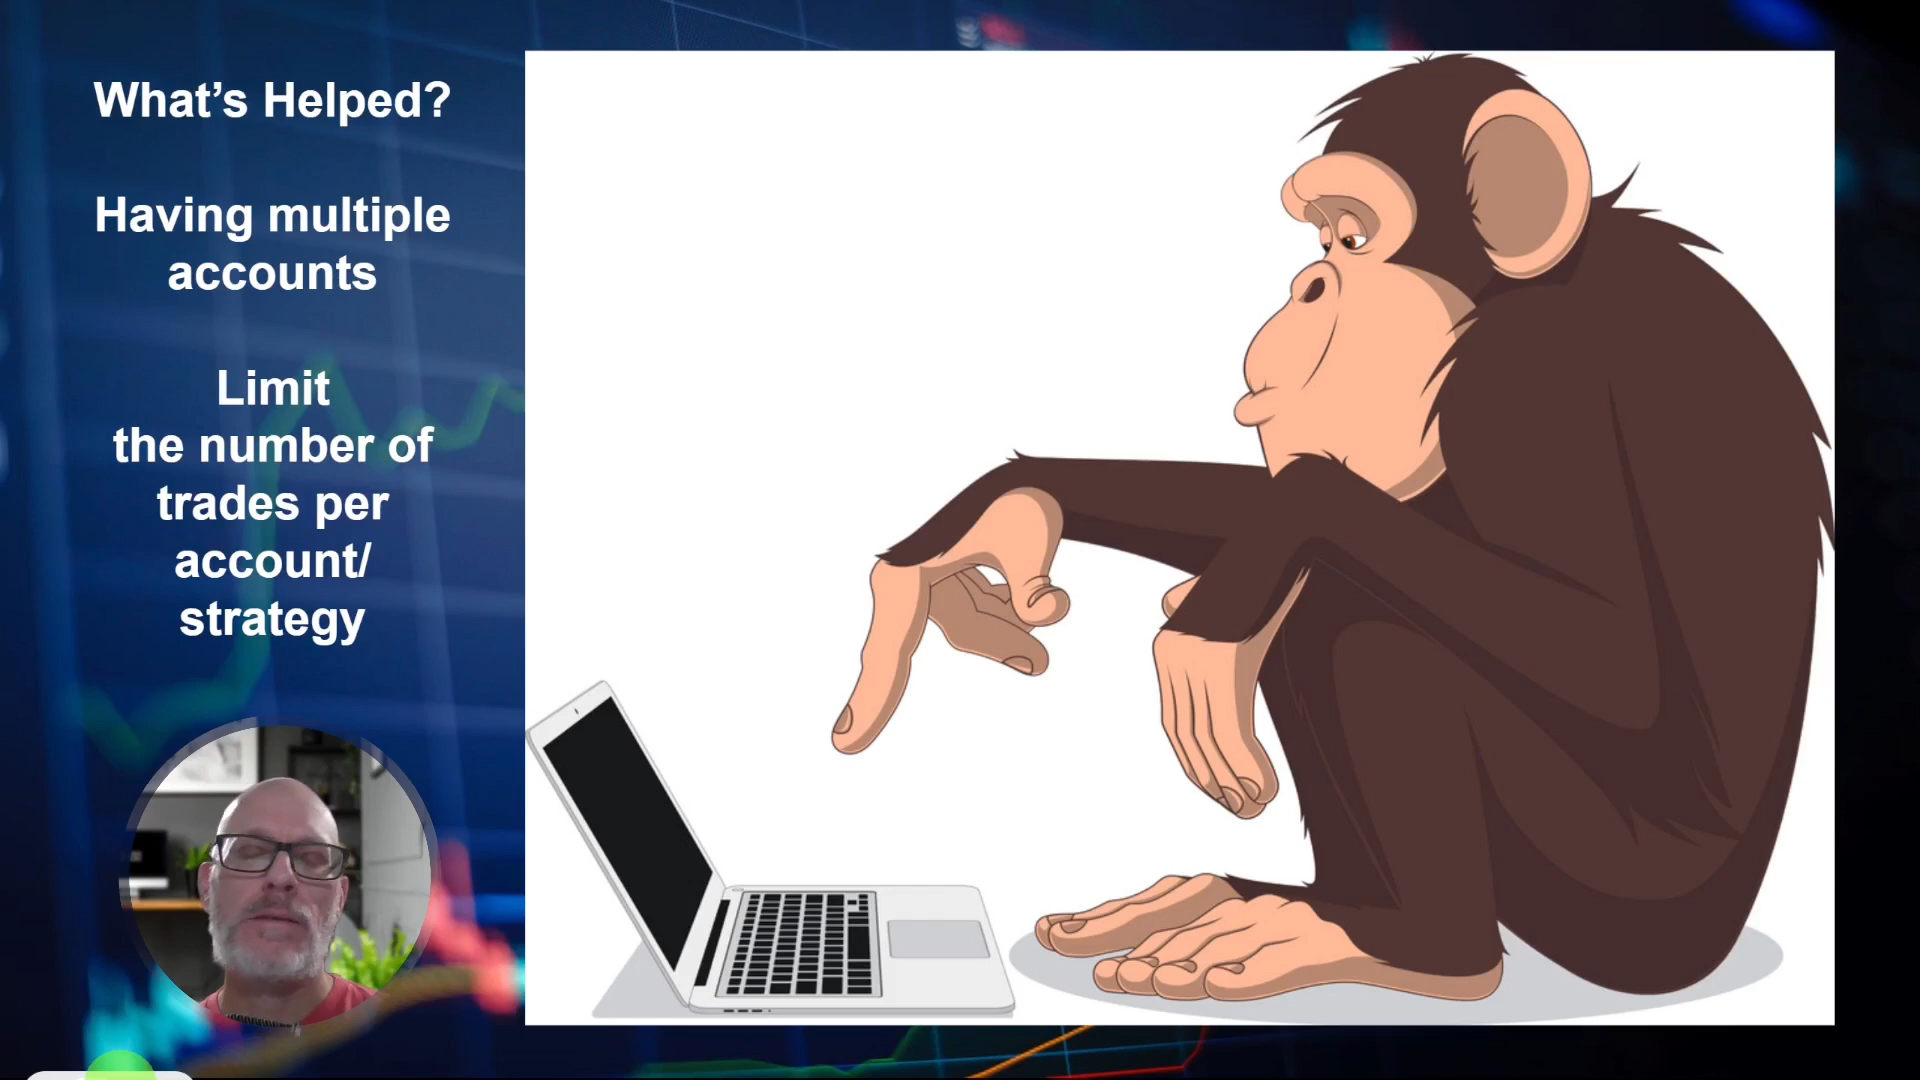 What’s Helped?
Having multiple
accounts
Limit
the number of
trades per
account/
strategy